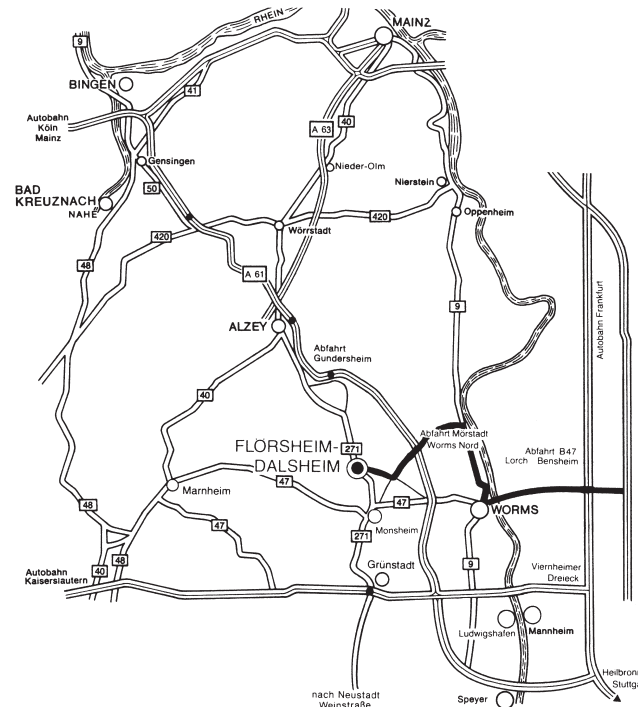 RHEIN
MAINZ
9
BINGEN
41
Autobahn
Köln
Mainz
A 63
40
Gensingen
Nieder-Olm
Nierstein
50
BAD
KREUZNACH
NAHE
420
Oppenheim
Wörrstadt
420
48
A 61
9
Autobahn Frankfurt
ALZEY
Abfahrt
Gundersheim
40
Abfahrt Mörstadt
Worms Nord
FLÖRSHEIM-
DALSHEIM
271
Abfahrt B47
Lorch Bensheim
Marnheim
47
47
WORMS
48
47
Monsheim
271
9
Autobahn
Kaiserslautern
40
48
Grünstadt
Viernheimer
Dreieck
Ludwigshafen
Mannheim
Heilbronn
Stuttga
nach Neustadt
Weinstraße
Speyer